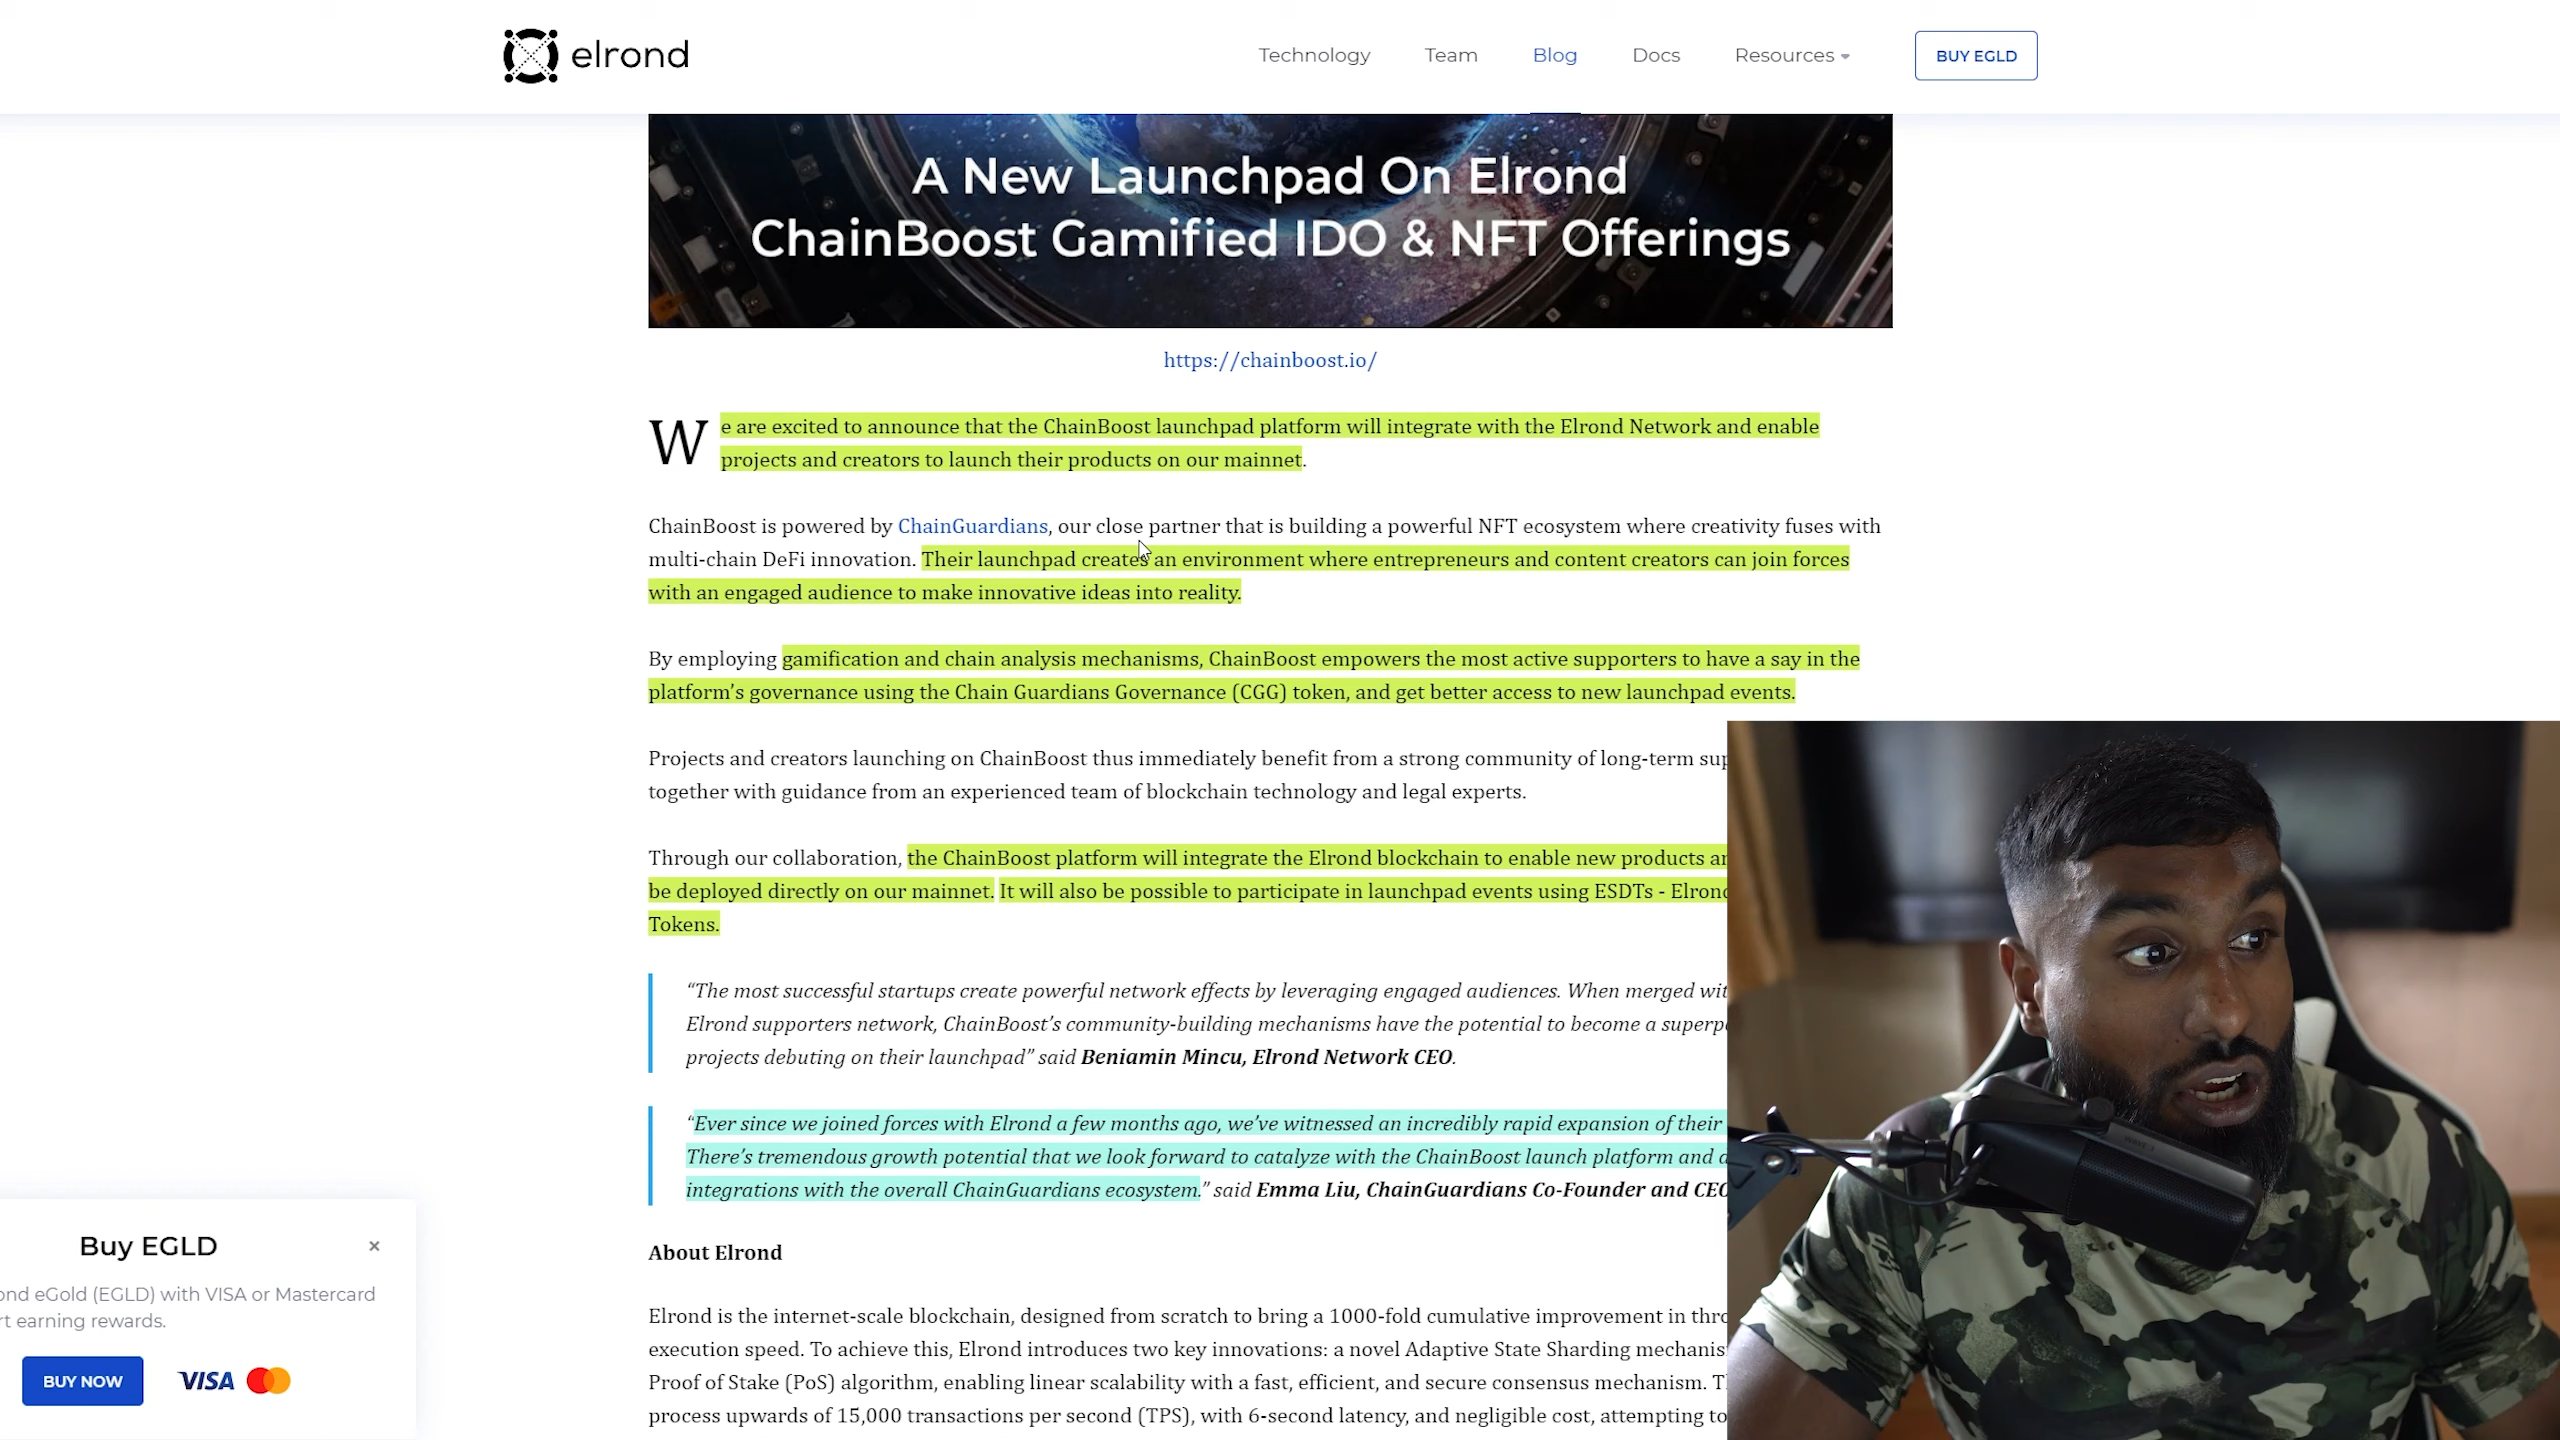 elrond
Technology
Team
Blog
Docs
Resources
BUY EGLD
A New Launchpad On Elrond
ChainBoost Gamified IDO & NFT Offerings
https://chainboost.io/
We are excited to announce that the ChainBoost launchpad platform will integrate with the Elrond Network and enable
projects and creators to launch their products on our mainnet.
ChainBoost is powered by ChainGuardians, our close partner that is building a powerful NFT ecosystem where creativity fuses with
multi-chain DeFi innovation. Their launchpad creates an environment where entrepreneurs and content creators can join forces
with an engaged audience to make innovative ideas into reality.
By employing gamification and chain analysis mechanisms, ChainBoost empowers the most active supporters to have a say in the
platform's governance using the Chain Guardians Governance (CGG) token, and get better access to new launchpad events.
Projects and creators launching on ChainBoost thus immediately benefit from a strong community of long-term
together with guidance from an experienced team of blockchain technology and legal experts.
Through our collaboration, the ChainBoost platform will integrate the Elrond blockchain to enable new products
be deployed directly on our mainnet. It will also be possible to participate in launchpad events using ESDTs - Elrond
Tokens.
“The most successful startups create powerful network effects by leveraging engaged audiences. When merged
Elrond supporters network, ChainBoost's community-building mechanisms have the potential to become a
projects debuting on their launchpad” said Beniamin Mincu, Elrond Network CEO.
“Ever since we joined forces with Elrond a few months ago, we've witnessed an incredibly rapid expansion of their
There's tremendous growth potential that we look forward to catalyze with the ChainBoost launch platform and
integrations with the overall ChainGuardians ecosystem.” said Emma Liu, ChainGuardians Co-Founder and CEO
About Elrond
Elrond is the internet-scale blockchain, designed from scratch to bring a 1000-fold cumulative improvement in
execution speed. To achieve this, Elrond introduces two key innovations: a novel Adaptive State Sharding
Proof of Stake (PoS) algorithm, enabling linear scalability with a fast, efficient, and secure consensus mechanism.
process upwards of 15,000 transactions per second (TPS), with 6-second latency, and negligible cost, attempting to
Buy EGLD
×
eGold (EGLD) with VISA or Mastercard
earning rewards.
BUY NOW
VISA